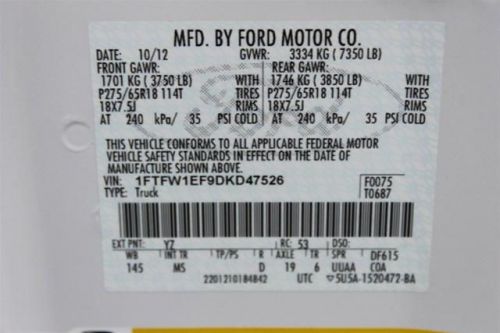 MFD. BY FORD MOTOR CO.
DATE: 10/12 GVWR: 3334 KG ( 7350 LB)
FRONT GAWR: REAR GAWR:
1701 KG ( 3750 LB) WITH 1746 KG ( 3850 LB) WITH
P275/65R18 114T TIRES P275/65R18 114T TIRES
18X7.5J RIMS 18X7.5J RIMS
AT 240 kPa/ 35 PSI COLD AT 240 kPa/ 35 PSI COLD
THIS VEHICLE CONFORMS TO ALL APPLICABLE FEDERAL MOTOR
VEHICLE SAFETY STANDARDS IN EFFECT ON THE DATE OF
MANUFACTURE SHOWN ABOVE.
VIN: 1FTFW1EF9DKD47526 F0075
TYPE: Truck T0687
EXT PNT: YZ RC: 53 DSO:
WB INT TR TP/PS R AXLE TR SPR DF615
145 MS D 19 6 UUAA COA
2201210184842 UTC 5U5A-1520472-BA